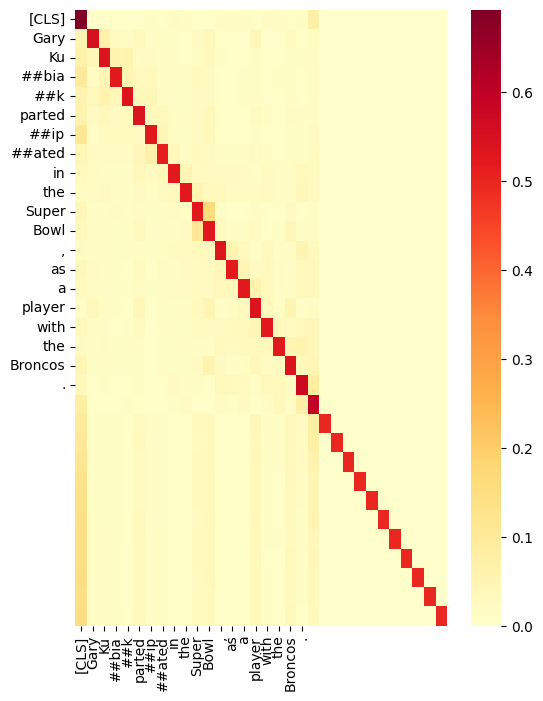 [CLS]
Gary
Ku
##bia
##k
parted
##ip
##ated
in
the
Super
Bowl
,
as
a
player
with
the
Broncos
.
0.6
0.5
0.4
0.3
0.2
0.1
0.0
[CLS]
Gary
Ku
##bia
##k
parted
##ip
##ated
in
the
Super
Bowl
,
as
a
player
with
the
Broncos
.